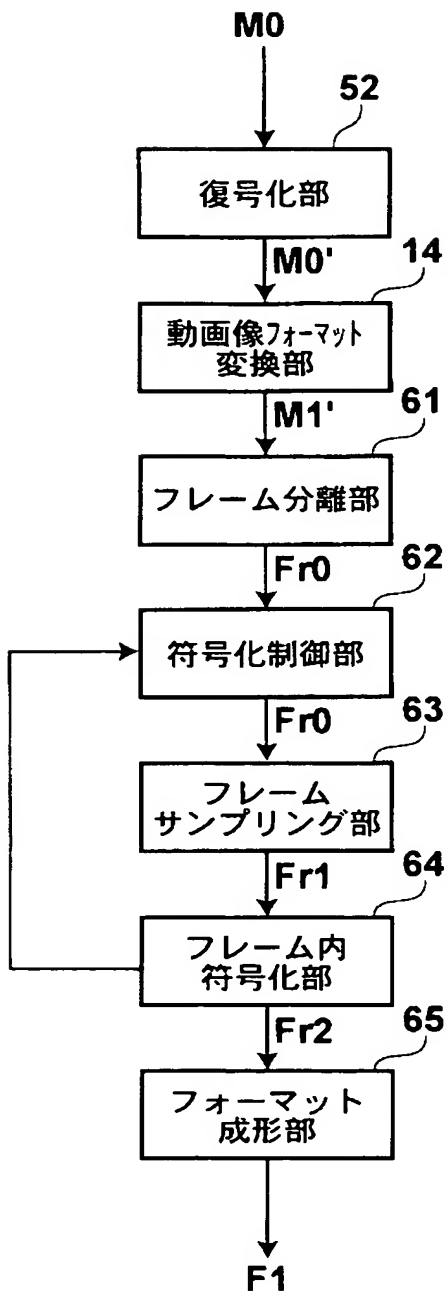 M0
52
復号化部
M0'
14
動画像フォーマット
変換部
M1'
61
フレーム分離部
Fr0
62
符号化制御部
Fr0
63
フレーム
サンプリング部
Fr1
64
フレーム内
符号化部
Fr2
65
フォーマット
成形部
F1